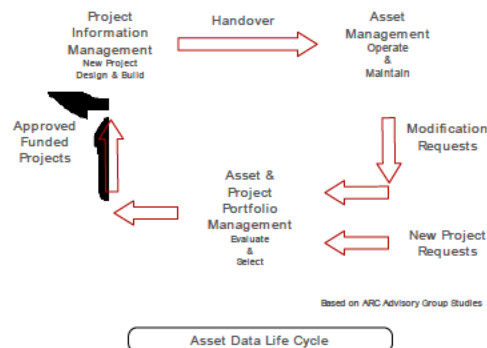 Project
Information
Management
New Project
Design & Build
Handover
Asset
Management
Operate
&
Maintain
Approved
Funded
Projects
Modification
Requests
Asset &
Project
Portfolio
Management
Evaluate
&
Select
New Project
Requests
Based on ARC Advisory Group Studies
Asset Data Life Cycle